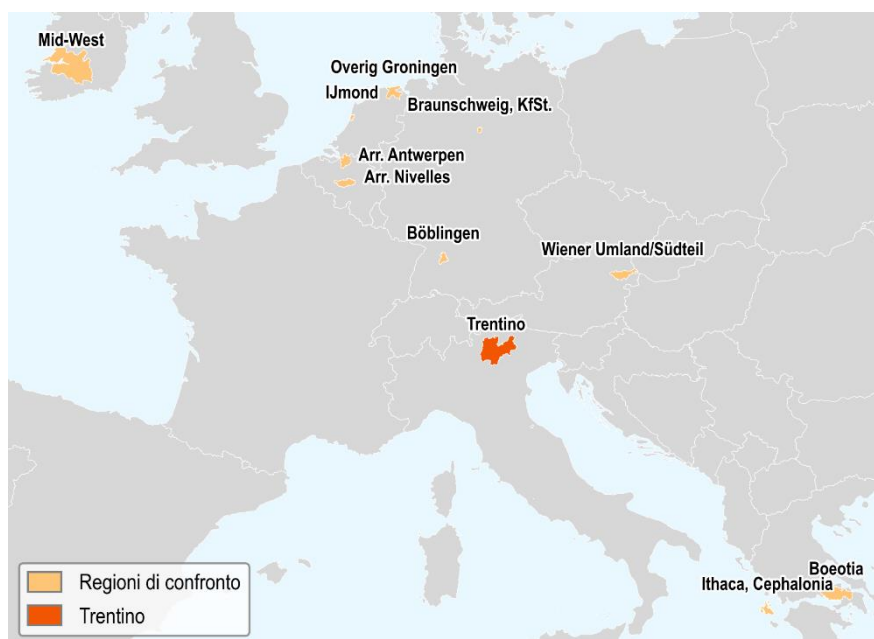 Mid-West
Overig Groningen
IJmond
Braunschweig, KfSt.
Arr. Antwerpen
Arr. Nivelles
Böblingen
Wiener Umland/Südteil
Trentino
Boeotia
Ithaca, Cephalonia
Regioni di confronto
Trentino